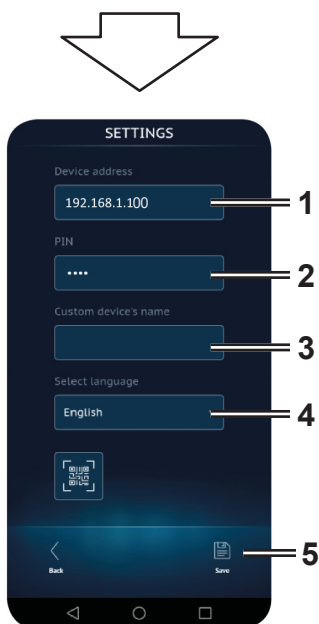 SETTINGS
Device address
192.168.1.100
1
PIN
••••
2
Custom device's name
3
Select language
English
4
Back
Save
5